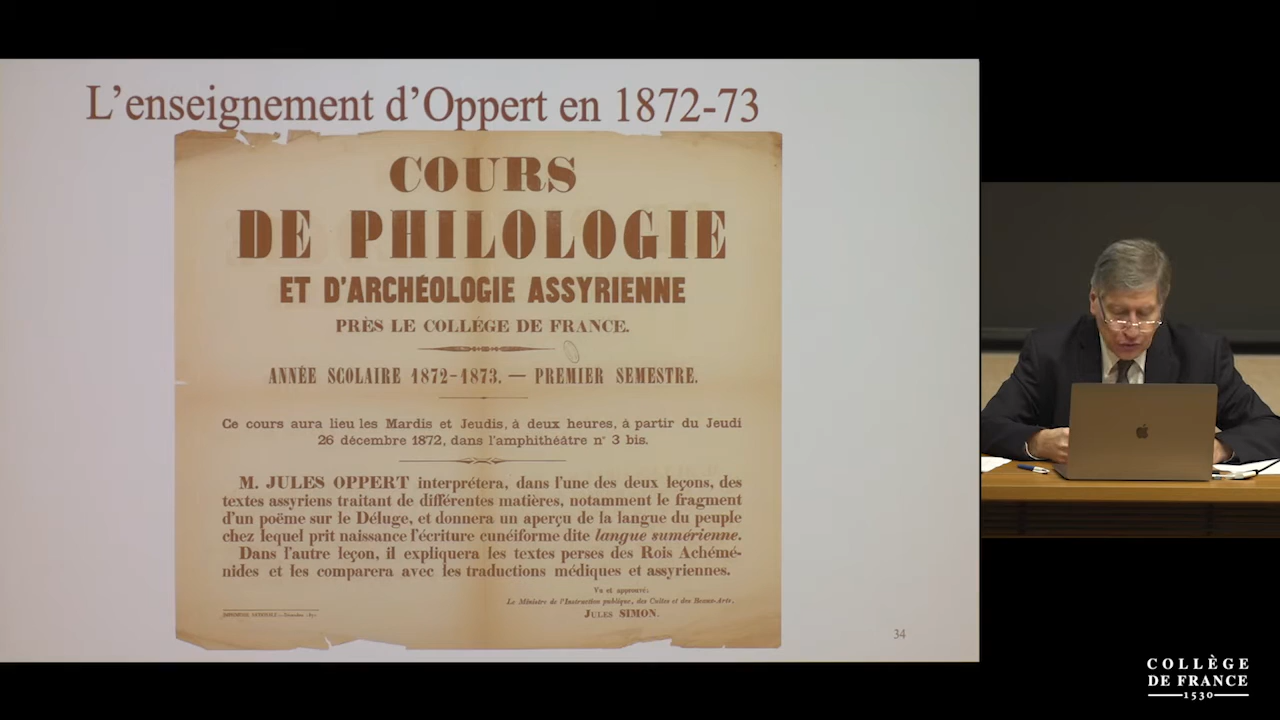 L’enseignement d’Oppert en 1872-73
COURS
DE PHILOLOGIE
ET D'ARCHÉOLOGIE ASSYRIENNE
PRÈS LE COLLÉGE DE FRANCE.
ANNÉE SCOLAIRE 1872-1873. — PREMIER SEMESTRE.
Ce cours aura lieu les Mardis et Jeudis, à deux heures, à partir du Jeudi
26 décembre 1872, dans l'amphithéâtre n° 3 bis.
M. JULES OPPERT interprétera, dans l'une des deux leçons, des
textes assyriens traitant de différentes matières, notamment le fragment
d'un poëme sur le Déluge, et donnera un aperçu de la langue du peuple
chez lequel prit naissance l'écriture cunéiforme dite langue sumérienne.
Dans l'autre leçon, il expliquera les textes perses des Rois Achémé-
nides et les comparera avec les traductions médiques et assyriennes.
Vu et approuvé:
Le Ministre de l'Instruction publique, des Cultes et des Beaux-Arts,
JULES SIMON.
34
COLLÈGE
DE FRANCE
1530